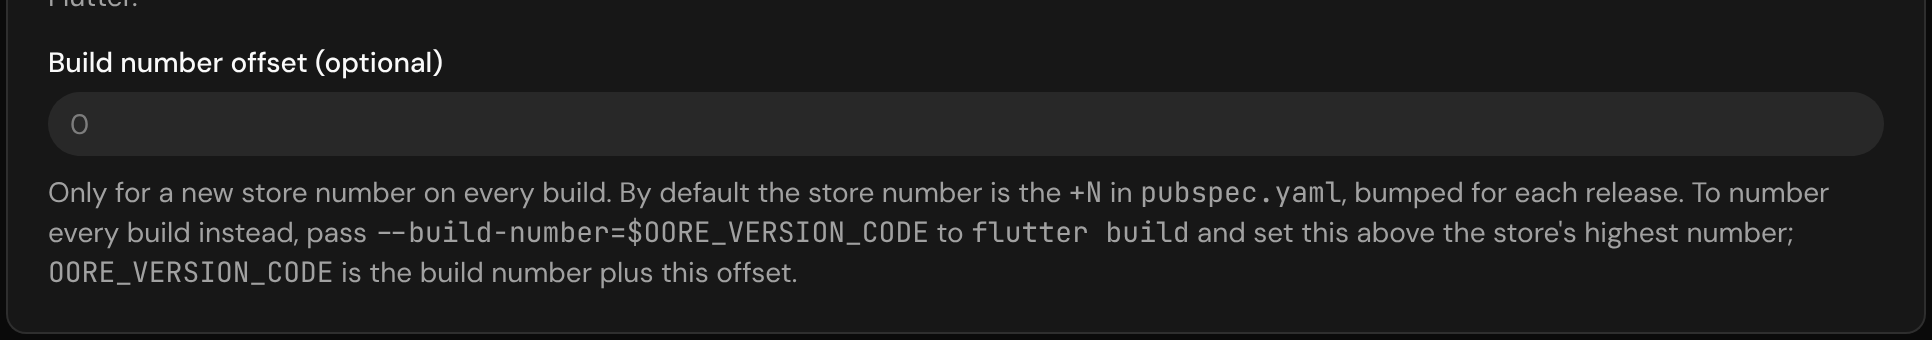 Flutter.
Build number offset (optional)
0
Only for a new store number on every build. By default the store number is the +N in pubspec.yaml, bumped for each release. To number
every build instead, pass --build-number=$OORE_VERSION_CODE to flutter build and set this above the store's highest number;
OORE_VERSION_CODE is the build number plus this offset.